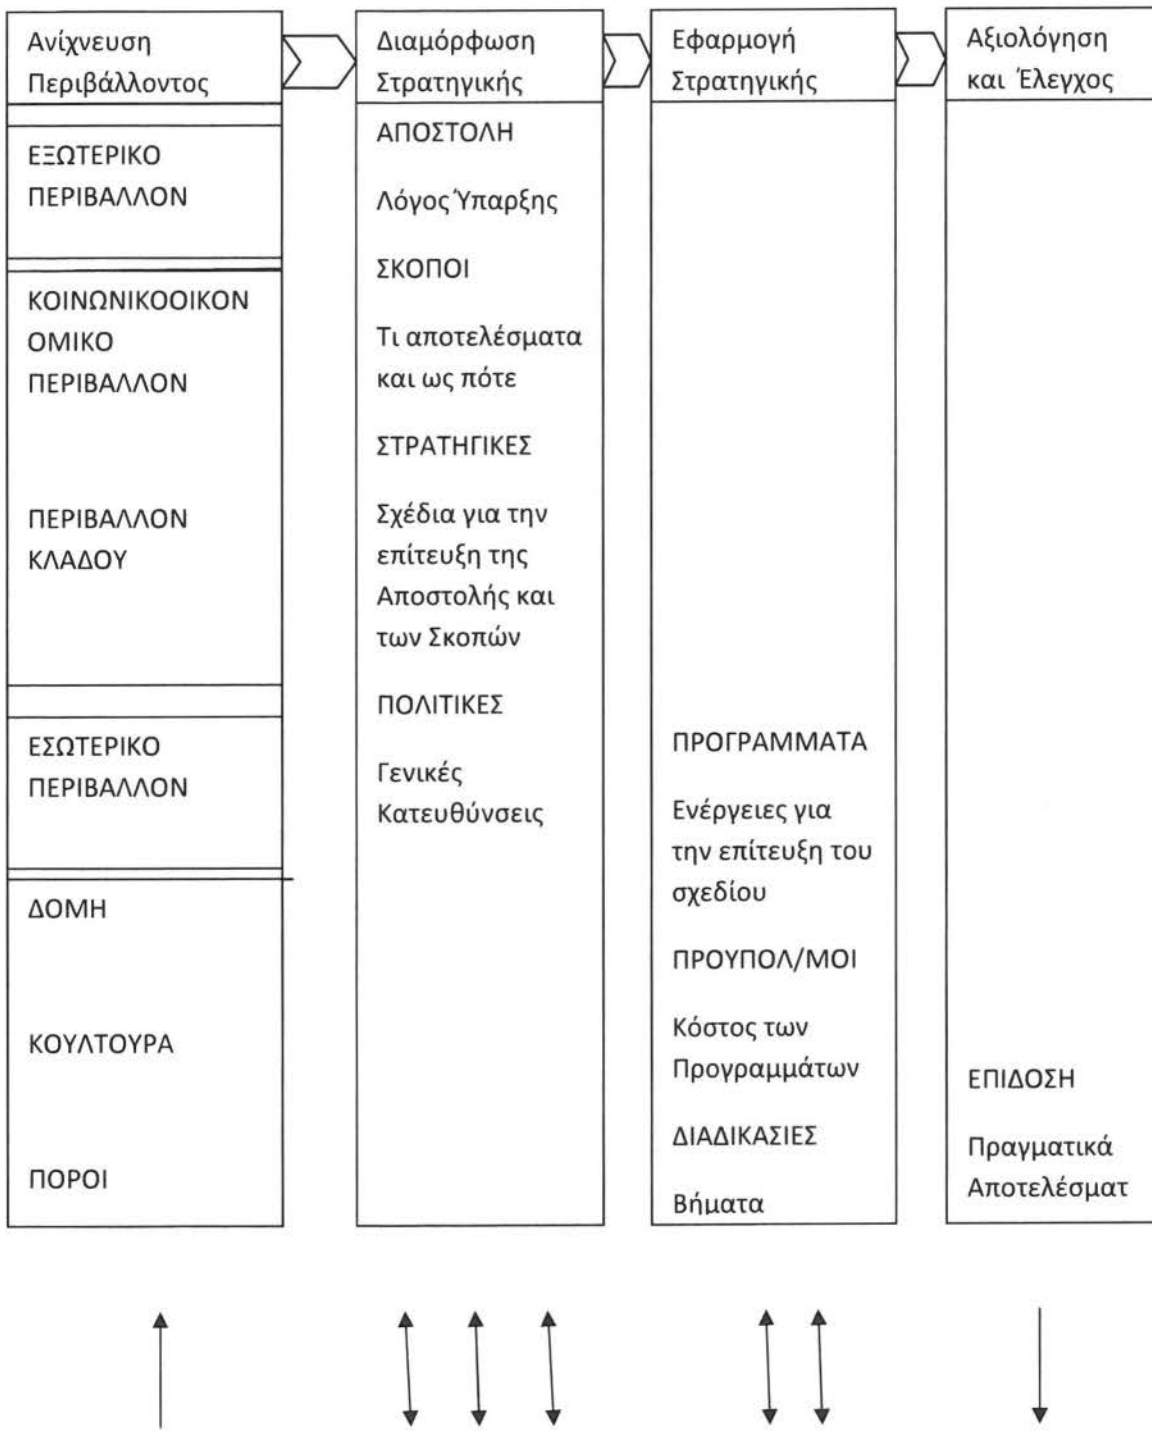 Ανίχνευση
Περιβάλλοντος
ΕΞΩΤΕΡΙΚΟ
ΠΕΡΙΒΑΛΛΟΝ
ΚΟΙΝΩΝΙΚΟΟΙΚΟΝ
ΟΜΙΚΟ
ΠΕΡΙΒΑΛΛΟΝ
ΠΕΡΙΒΑΛΛΟΝ
ΚΛΑΔΟΥ
ΕΣΩΤΕΡΙΚΟ
ΠΕΡΙΒΑΛΛΟΝ
ΔΟΜΗ
ΚΟΥΛΤΟΥΡΑ
ΠΟΡΟΙ
Διαμόρφωση
Στρατηγικής
ΑΠΟΣΤΟΛΗ
Λόγος Ύπαρξης
ΣΚΟΠΟΙ
Τι αποτελέσματα
και ως πότε
ΣΤΡΑΤΗΓΙΚΕΣ
Σχέδια για την
επίτευξη της
Αποστολής και
των Σκοπών
ΠΟΛΙΤΙΚΕΣ
Γενικές
Κατευθύνσεις
Εφαρμογή
Στρατηγικής
ΠΡΟΓΡΑΜΜΑΤΑ
Ενέργειες για
την επίτευξη του
σχεδίου
ΠΡΟΥΠΟΛ/ΜΟΙ
Κόστος των
Προγραμμάτων
ΔΙΑΔΙΚΑΣΙΕΣ
Βήματα
Αξιολόγηση
και Έλεγχος
ΕΠΙΔΟΣΗ
Πραγματικά
Αποτελέσματ